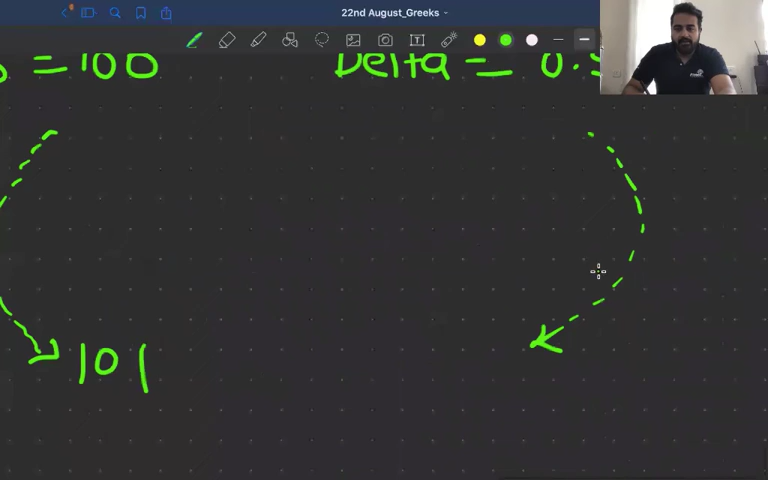 22nd August_Greeks
= 100 Delta = 0.
101